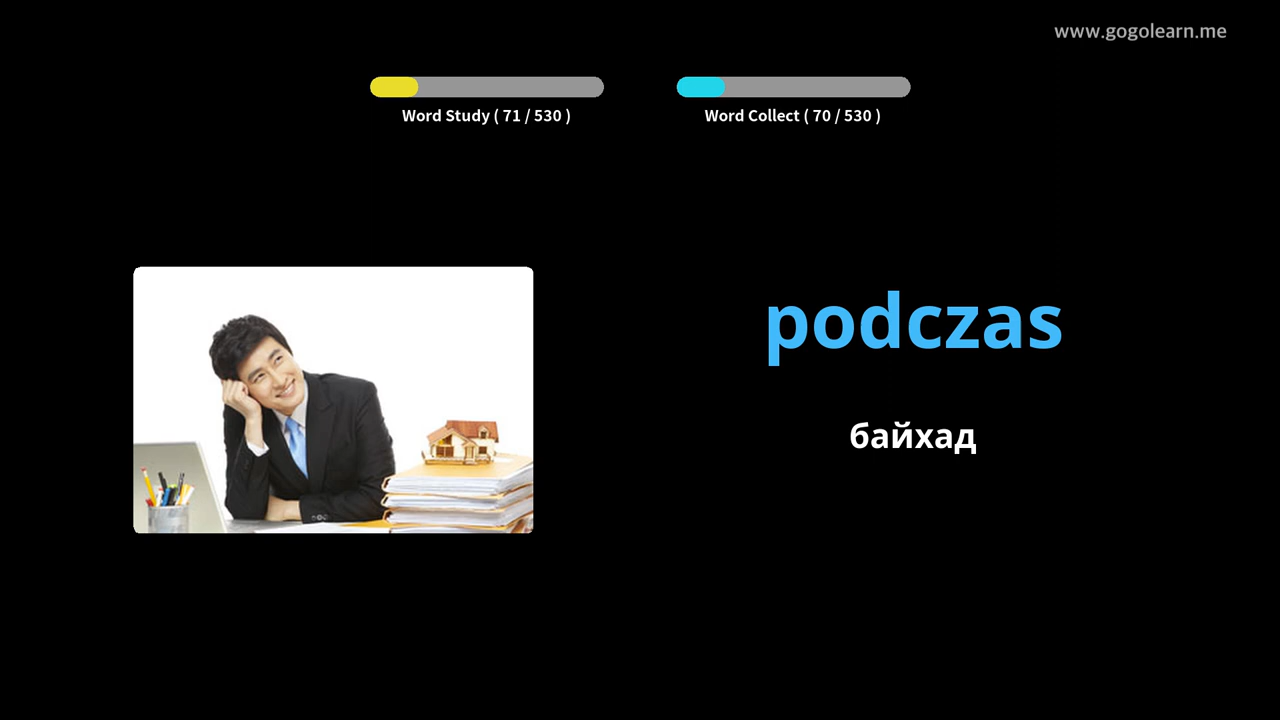 www.gogolearn.me
Word Study ( 71 / 530 )
Word Collect ( 70 / 530 )
podczas
байхад